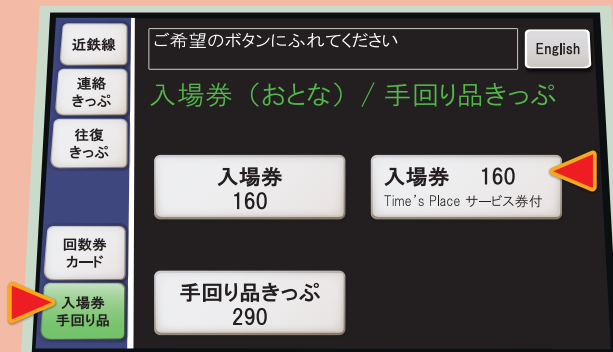 近鉄線
連絡
きっぷ
往復
きっぷ
回数券
カード
入場券
手回り品
ご希望のボタンにふれてください
English
入場券（おとな）/ 手回り品きっぷ
入場券
160
入場券 160
Time's Place サービス券付
手回り品きっぷ
290